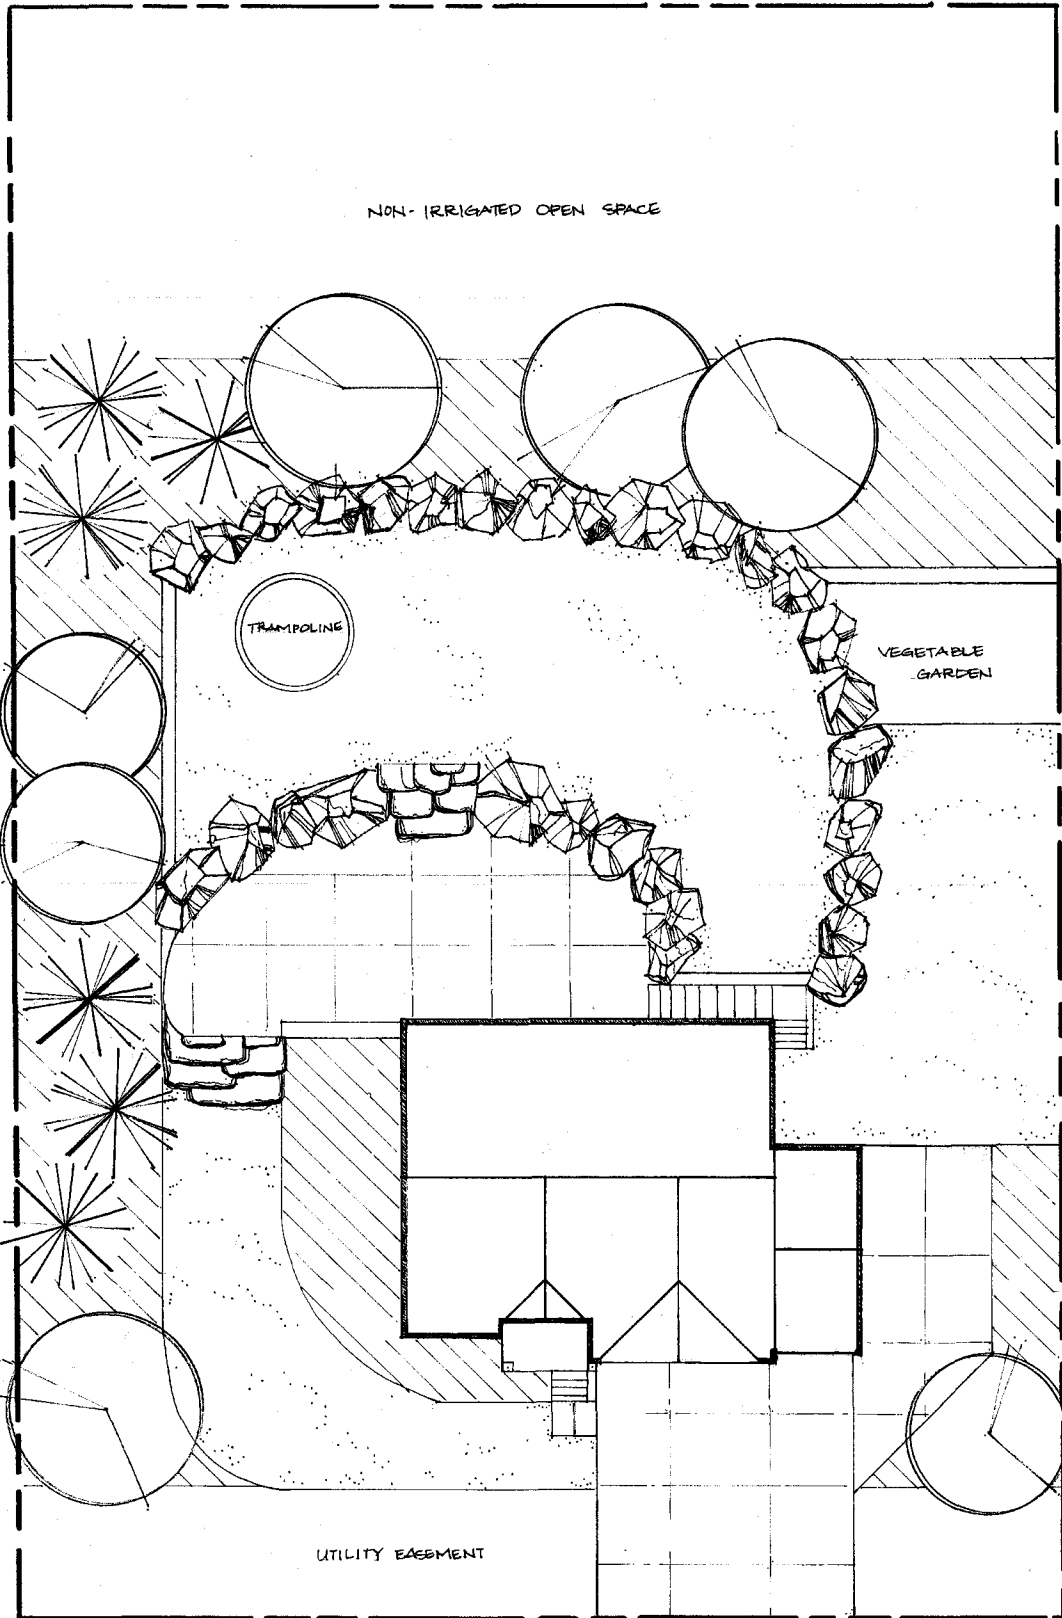 NON-IRRIGATED OPEN SPACE
TRAMPOLINE
VEGETABLE
GARDEN
UTILITY EASEMENT